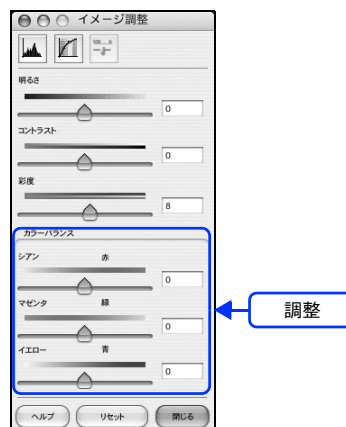 イメージ調整
明るさ
0
コントラスト
0
彩度
8
カラーバランス
シアン 赤
0
マゼンタ 緑
0
イエロー 青
0
ヘルプ リセット 閉じる
調整